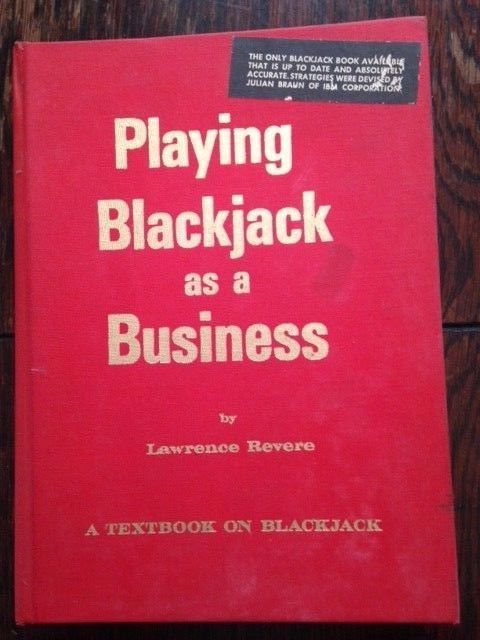 THE ONLY BLACKJACK BOOK AVAILABLE
THAT IS UP TO DATE AND ABSOLUTELY
ACCURATE. STRATEGIES WERE DEVISED BY
JULIAN BRAUN OF IBM CORPORATION.
Playing
Blackjack
as a
Business
by
Lawrence Revere
A TEXTBOOK ON BLACKJACK